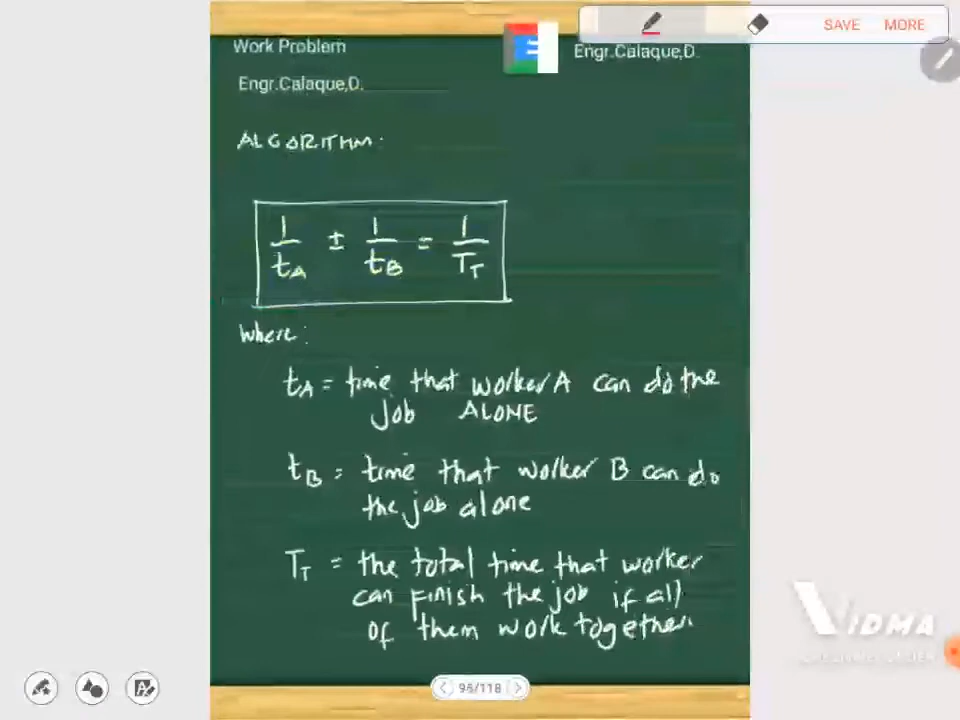 SAVE MORE
Work Problem
Engr.Calaque,D.
Engr.Calaque,D.
ALGORITHM:
1/tA ± 1/tB = 1/TT
Where:
tA = time that worker A can do the
job ALONE
tB = time that worker B can do
the job alone
TT = the total time that worker
can finish the job if all
of them work together.
95/118
VIDMA